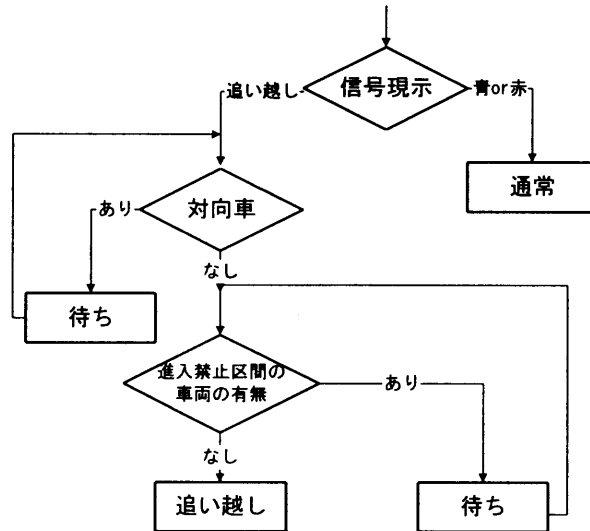 信号現示
追い越し
青or赤
通常
対向車
あり
なし
待ち
進入禁止区間の
車両の有無
あり
なし
追い越し
待ち